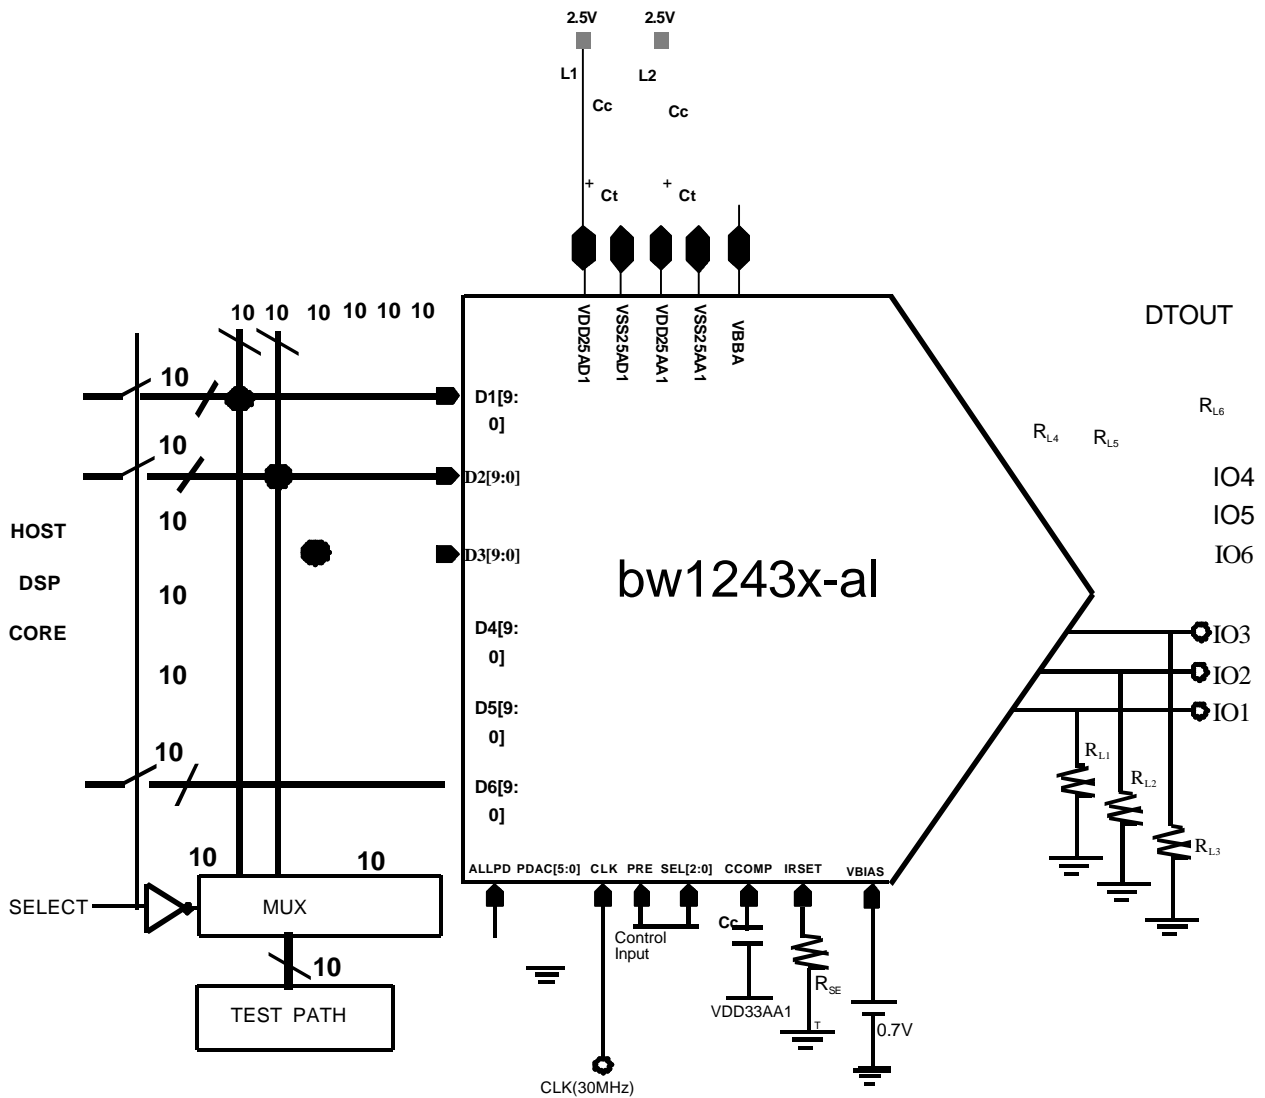 2.5V 2.5V
L1 L2
Cc Cc
+ Ct + Ct
VDD25AD1 VSS25AD1 VDD25AA1 VSS25AA1 VBBA
10 10 10 10 10 10
DTOUT
10 D1[9:
0]
RL4 RL5 RL6
10 D2[9:0]
IO4
10
IO5
HOST
D3[9:0]
IO6
DSP
bw1243x-al
10
CORE
D4[9:
0]
IO3
10
IO2
D5[9:
0]
IO1
10
D6[9:
0]
RL1
RL2
RL3
10 10
ALLPD PDAC[5:0] CLK PRE SEL[2:0] CCOMP IRSET VBIAS
SELECT
MUX
Control
Input
Cc
10
RSE
T
VDD33AA1
TEST PATH
0.7V
CLK(30MHz)